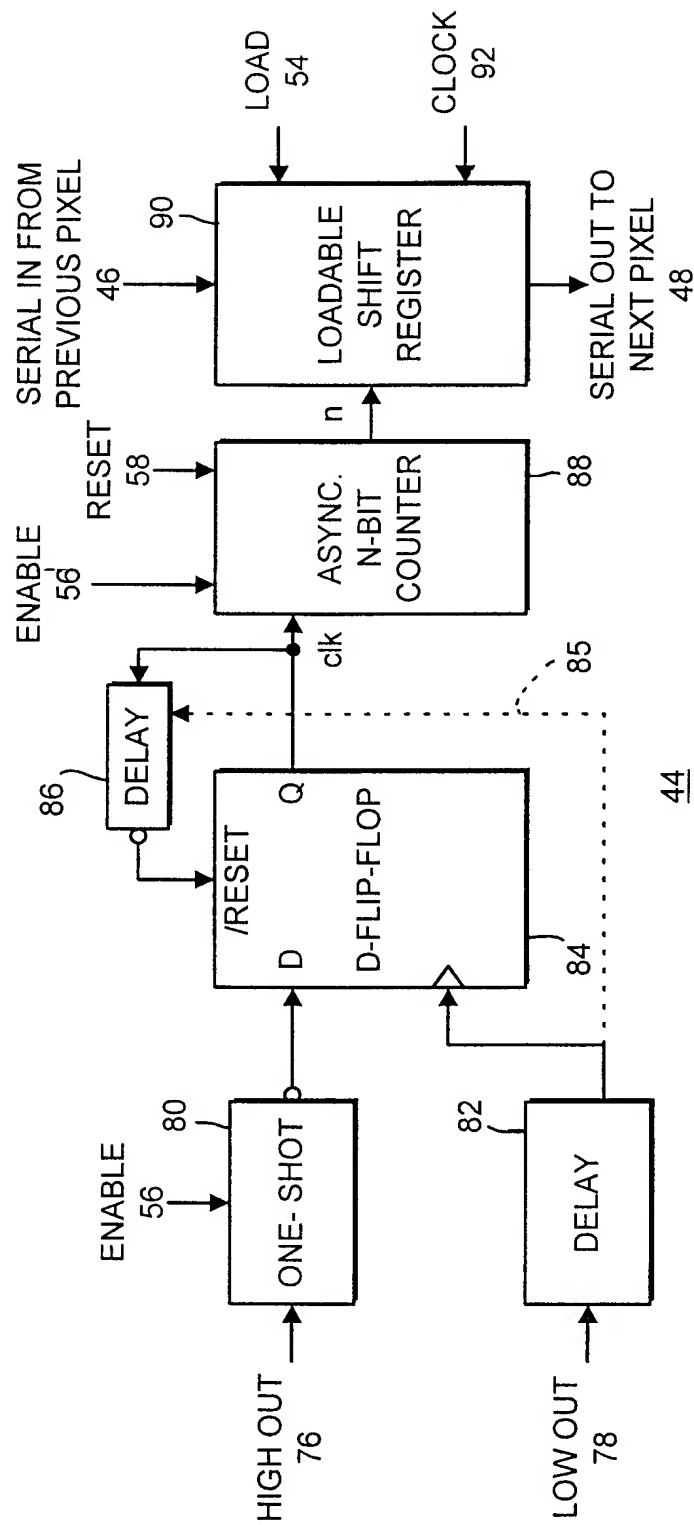 HIGH OUT
76
ENABLE
56
80
ONE- SHOT
LOW OUT
78
82
DELAY
86
DELAY
/RESET
D
Q
D-FLIP-FLOP
84
85
clk
ENABLE
56
RESET
58
ASYNC.
N-BIT
COUNTER
88
n
SERIAL IN FROM
PREVIOUS PIXEL
46
90
LOADABLE
SHIFT
REGISTER
LOAD
54
CLOCK
92
SERIAL OUT TO
NEXT PIXEL
48
44